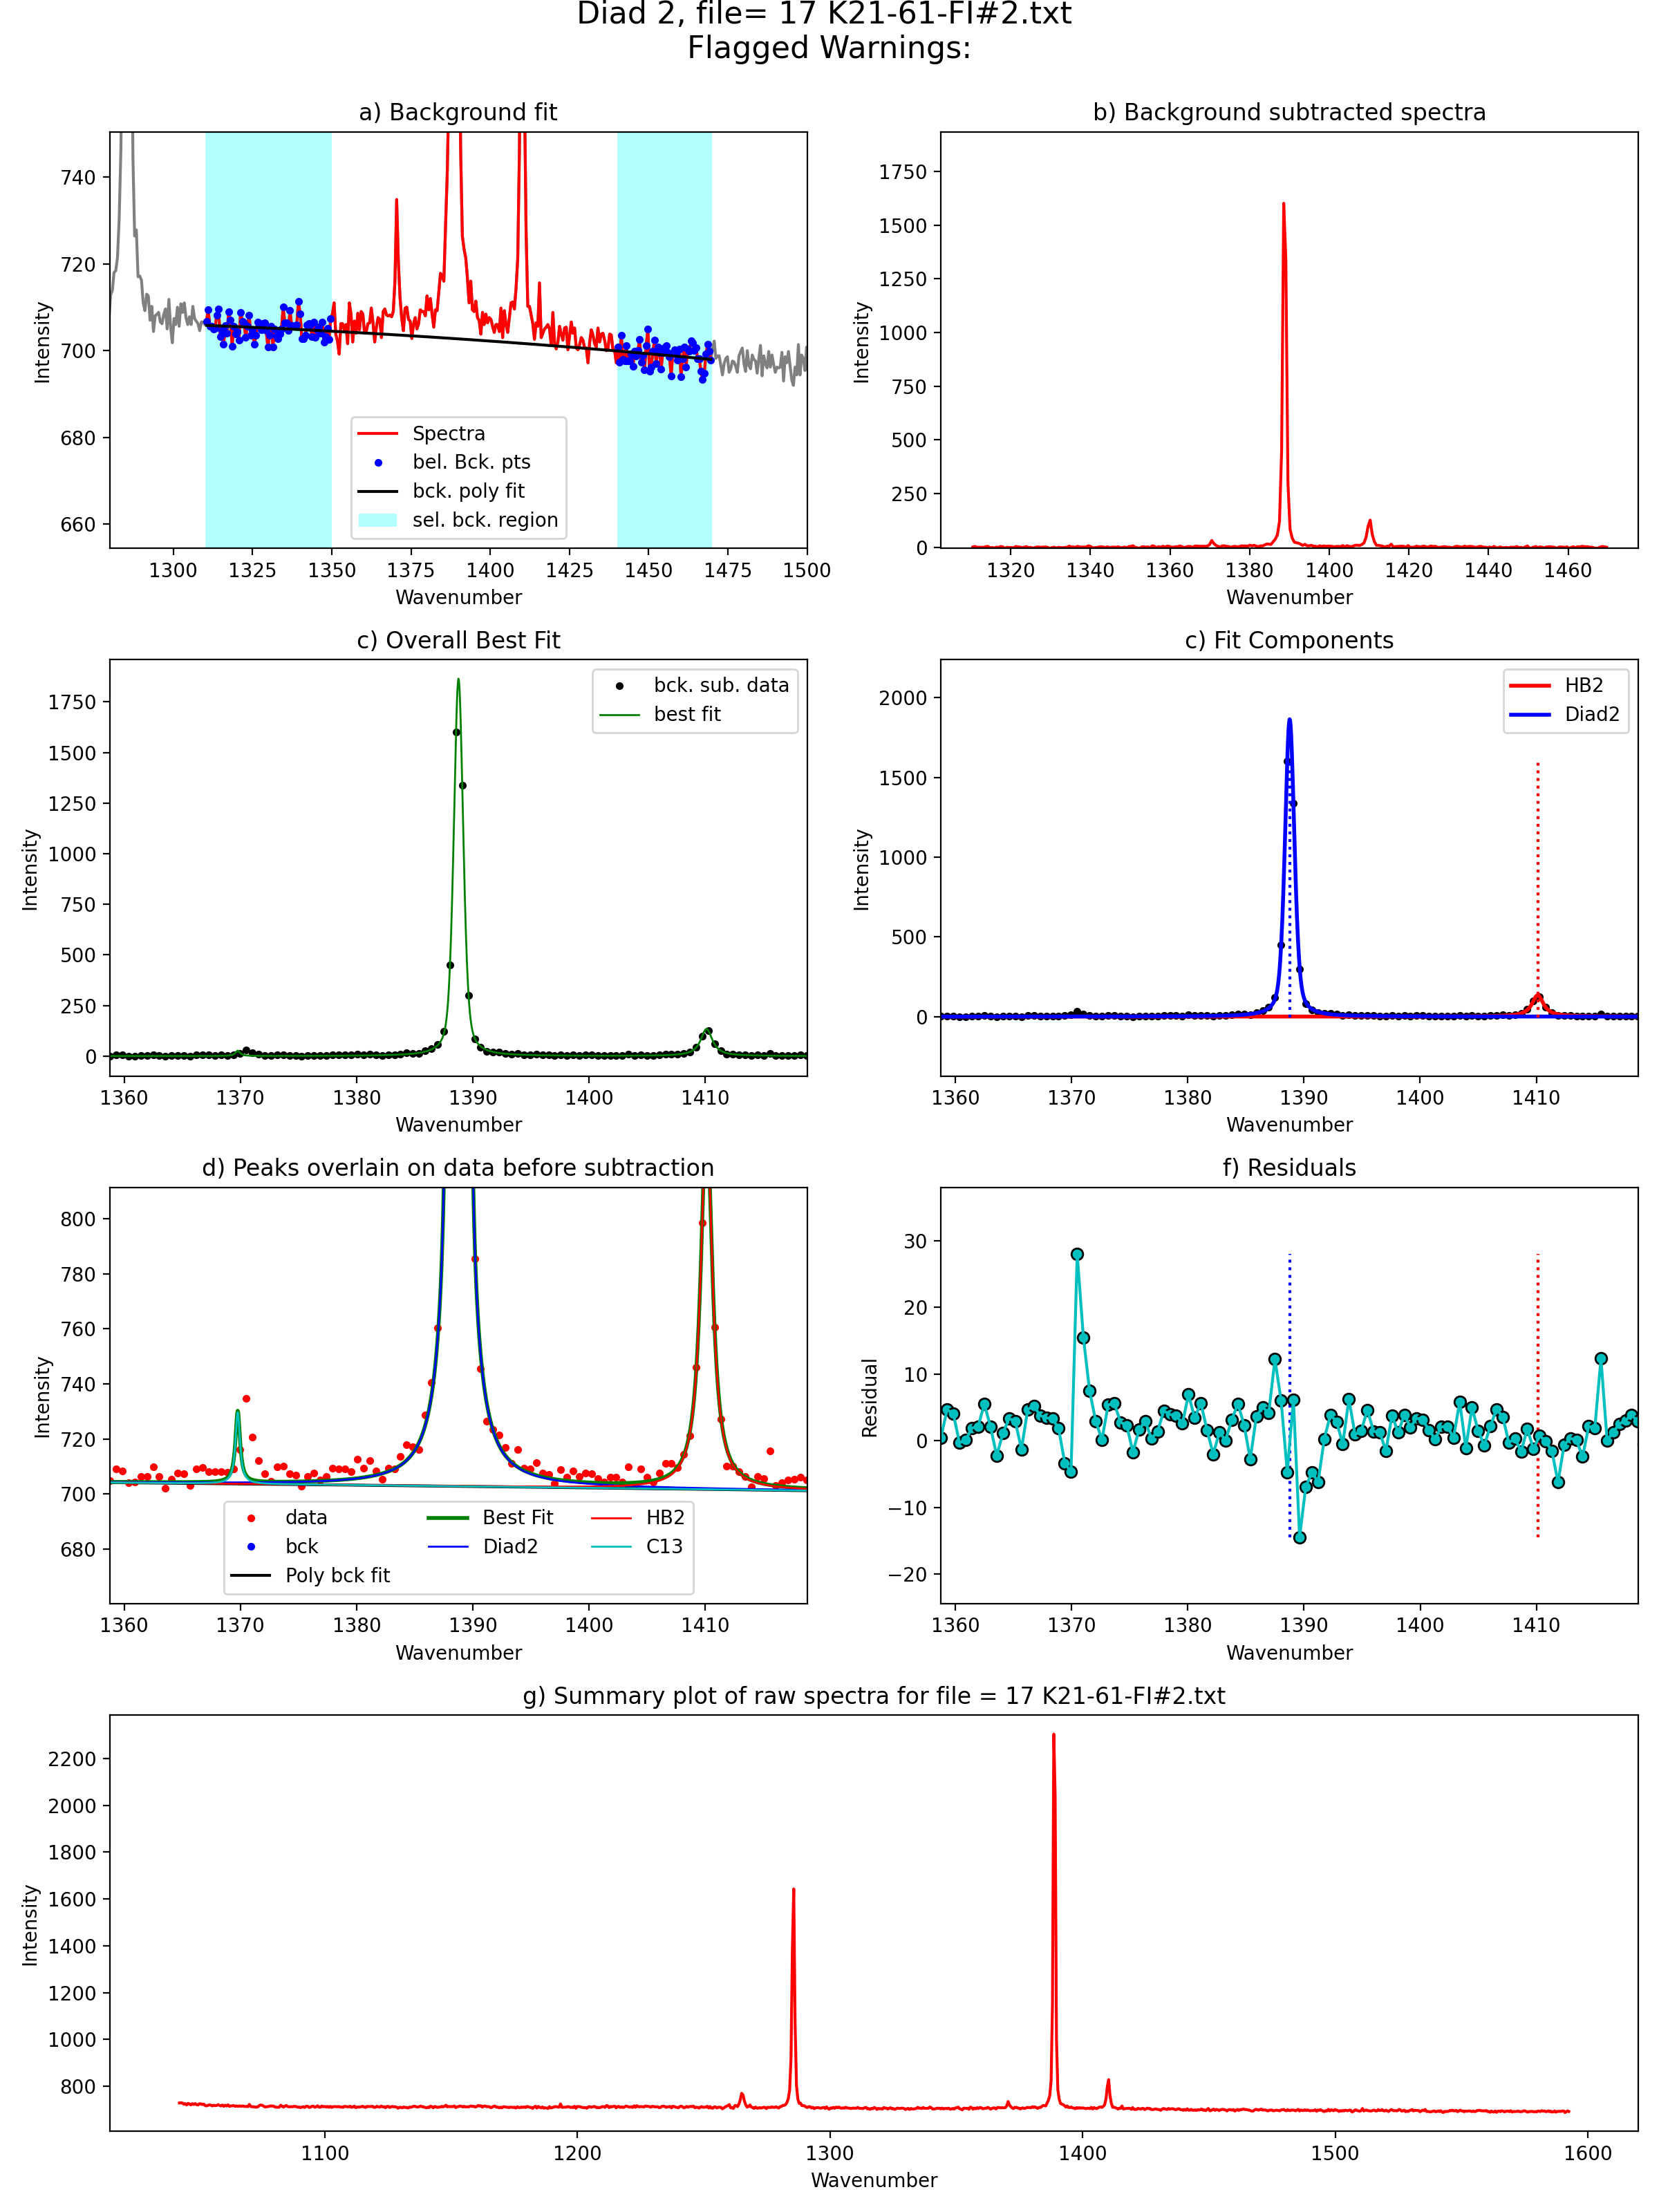 Diad 2, file= 17 K21-61-FI#2.txt
Flagged Warnings:
a) Background fit
740
720
700
680
660
Intensity
Spectra
bel. Bck. pts
bck. poly fit
sel. bck. region
1300 1325 1350 1375 1400 1425 1450 1475 1500
Wavenumber
b) Background subtracted spectra
1750
1500
1250
1000
750
500
250
0
Intensity
1320 1340 1360 1380 1400 1420 1440 1460
Wavenumber
c) Overall Best Fit
1750
1500
1250
1000
750
500
250
0
Intensity
bck. sub. data
best fit
1360 1370 1380 1390 1400 1410
Wavenumber
c) Fit Components
2000
1500
1000
500
0
Intensity
HB2
Diad2
1360 1370 1380 1390 1400 1410
Wavenumber
d) Peaks overlain on data before subtraction
800
780
760
740
720
700
680
Intensity
data Best Fit HB2
bck Diad2 C13
Poly bck fit
1360 1370 1380 1390 1400 1410
Wavenumber
f) Residuals
30
20
10
0
−10
−20
Residual
1360 1370 1380 1390 1400 1410
Wavenumber
g) Summary plot of raw spectra for file = 17 K21-61-FI#2.txt
2200
2000
1800
1600
1400
1200
1000
800
Intensity
1100 1200 1300 1400 1500 1600
Wavenumber